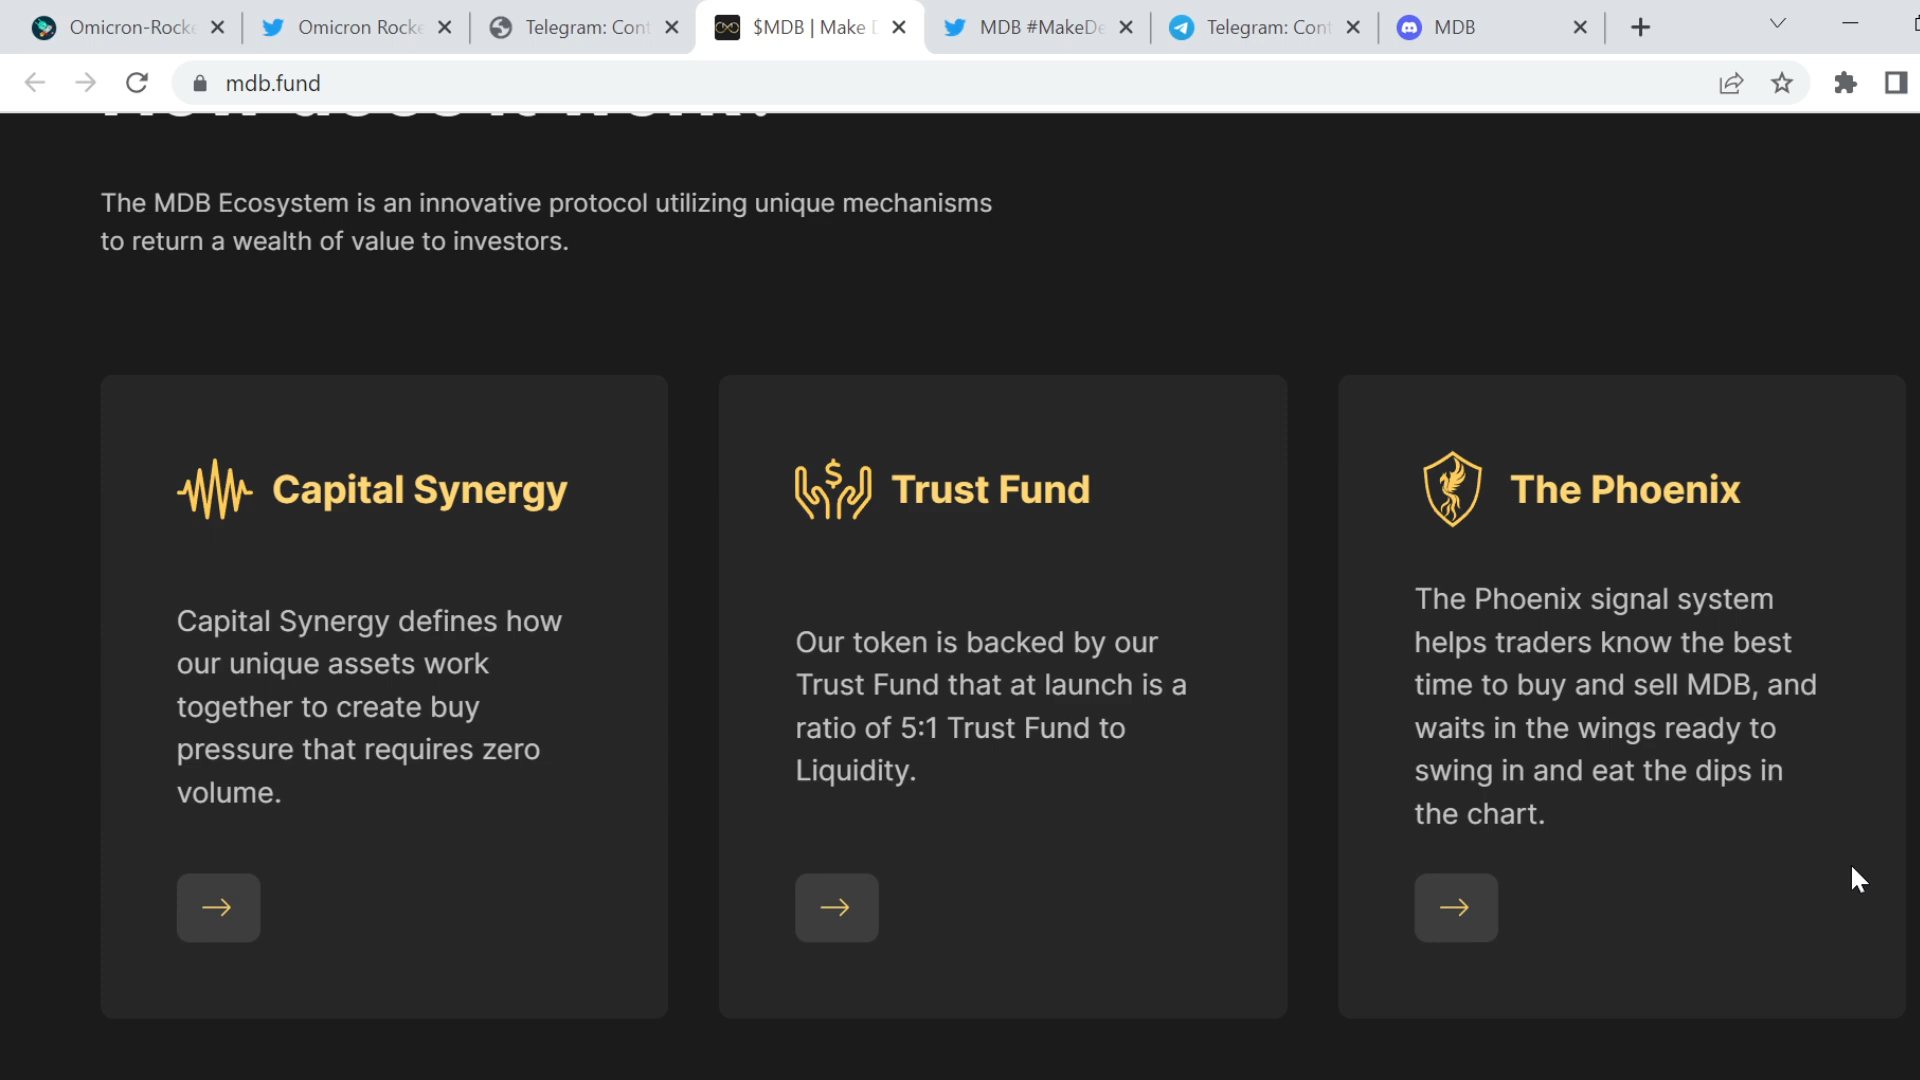 Omicron-Rocke
Omicron Rocke
Telegram: Cont
$MDB | Make D
MDB #MakeDe
Telegram: Cont
MDB
mdb.fund
The MDB Ecosystem is an innovative protocol utilizing unique mechanisms
to return a wealth of value to investors.
Capital Synergy
Capital Synergy defines how
our unique assets work
together to create buy
pressure that requires zero
volume.
Trust Fund
Our token is backed by our
Trust Fund that at launch is a
ratio of 5:1 Trust Fund to
Liquidity.
The Phoenix
The Phoenix signal system
helps traders know the best
time to buy and sell MDB, and
waits in the wings ready to
swing in and eat the dips in
the chart.